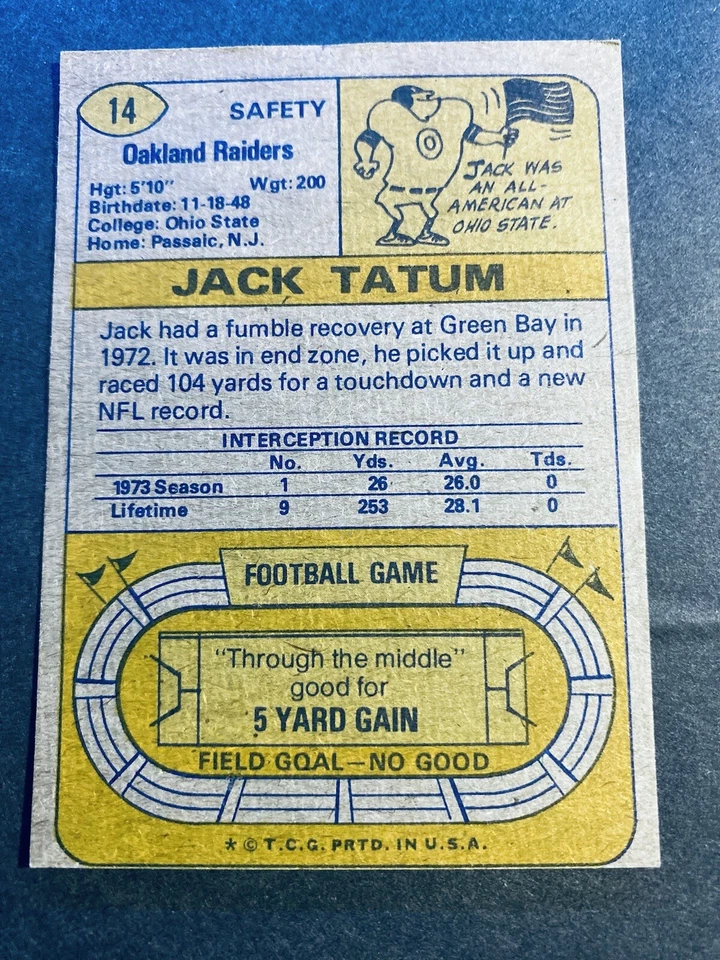 14
SAFETY
Oakland Raiders
Hgt: 5'10" Wgt: 200
Birthdate: 11-18-48
College: Ohio State
Home: Passaic, N.J.
0
JACK WAS
AN ALL-
AMERICAN AT
OHIO STATE.
JACK TATUM
Jack had a fumble recovery at Green Bay in
1972. It was in end zone, he picked it up and
raced 104 yards for a touchdown and a new
NFL record.
INTERCEPTION RECORD
No. Yds. Avg. Tds.
1973 Season 1 26 26.0 0
Lifetime 9 253 28.1 0
FOOTBALL GAME
"Through the middle"
good for
5 YARD GAIN
FIELD GOAL—NO GOOD
* © T.C.G. PRTD. IN U.S.A.